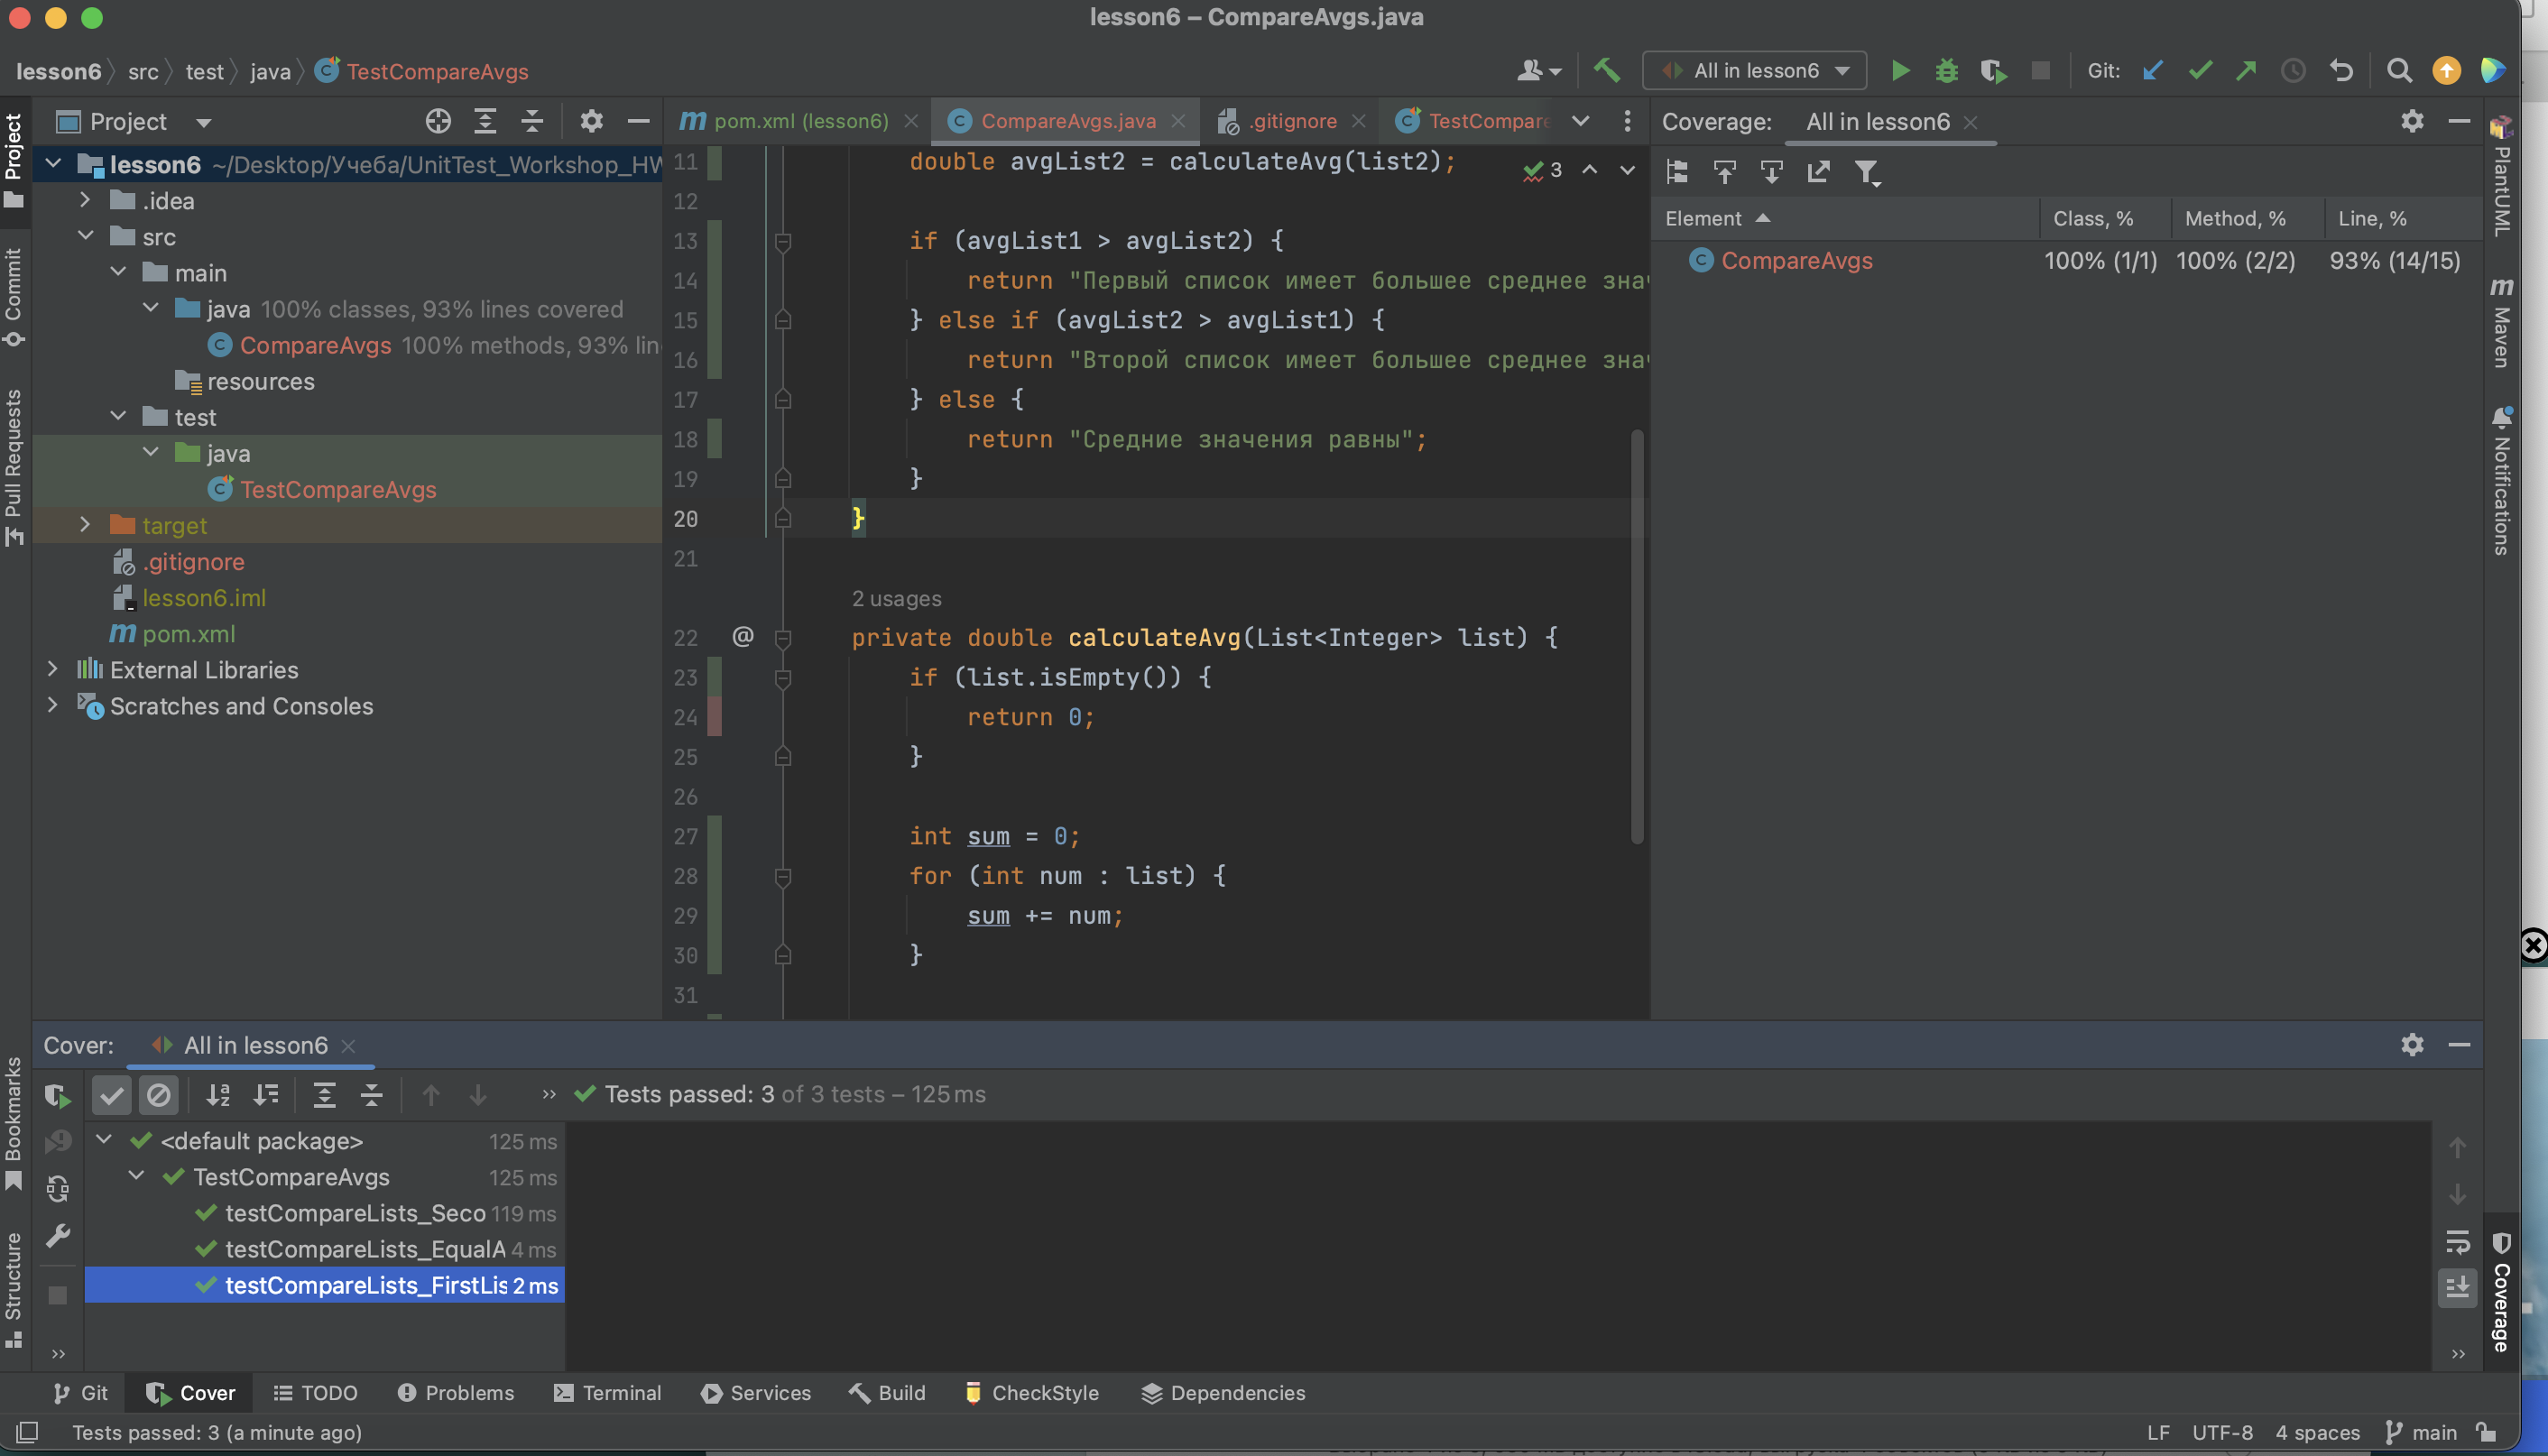 lesson6 – CompareAvgs.java
lesson6 src test java TestCompareAvgs
All in lesson6 Git:
Project
pom.xml (lesson6) CompareAvgs.java .gitignore TestCompare
Coverage: All in lesson6
lesson6 ~/Desktop/Учеба/UnitTest_Workshop_HW
.idea
src
main
java 100% classes, 93% lines covered
CompareAvgs 100% methods, 93% lin
resources
test
java
TestCompareAvgs
target
.gitignore
lesson6.iml
pom.xml
External Libraries
Scratches and Consoles
11 double avgList2 = calculateAvg(list2);
3
12
13 if (avgList1 > avgList2) {
14 return "Первый список имеет большее среднее знач
15 } else if (avgList2 > avgList1) {
16 return "Второй список имеет большее среднее знач
17 } else {
18 return "Средние значения равны";
19 }
20 }
21
2 usages
22 @ private double calculateAvg(List<Integer> list) {
23 if (list.isEmpty()) {
24 return 0;
25 }
26
27 int sum = 0;
28 for (int num : list) {
29 sum += num;
30 }
31
Element Class, % Method, % Line, %
CompareAvgs 100% (1/1) 100% (2/2) 93% (14/15)
Project
Commit
Pull Requests
Bookmarks
Structure
PlantUML
Maven
Notifications
Coverage
Cover: All in lesson6
Tests passed: 3 of 3 tests – 125 ms
<default package> 125 ms
TestCompareAvgs 125 ms
testCompareLists_Seco 119 ms
testCompareLists_EqualA 4 ms
testCompareLists_FirstLis 2 ms
Git Cover TODO Problems Terminal Services Build CheckStyle Dependencies
Tests passed: 3 (a minute ago)
LF UTF-8 4 spaces main